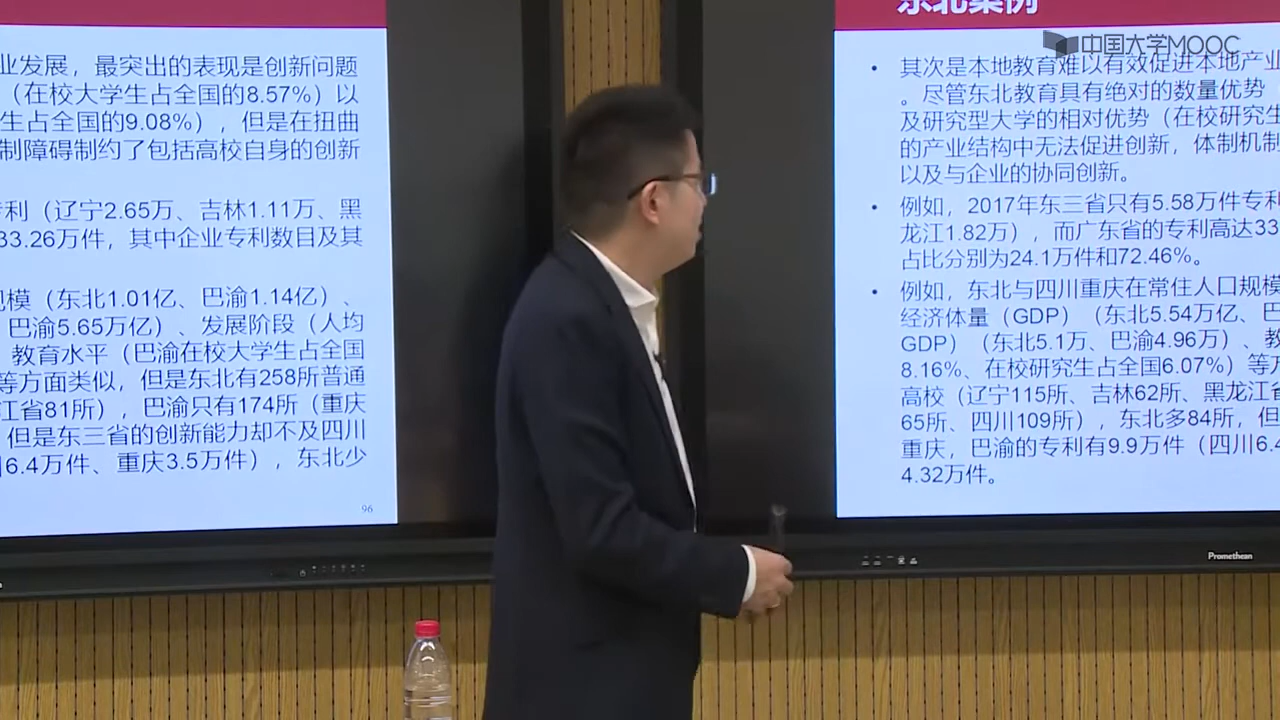 业发展，最突出的表现是创新问题
（在校大学生占全国的8.57%）以
生占全国的9.08%），但是在扭曲
制障碍制约了包括高校自身的创新
专利（辽宁2.65万、吉林1.11万、黑
33.26万件，其中企业专利数目及其
规模（东北1.01亿、巴渝1.14亿）、
巴渝5.65万亿）、发展阶段（人均
教育水平（巴渝在校大学生占全国
等方面类似，但是东北有258所普通
江省81所），巴渝只有174所（重庆
但是东三省的创新能力却不及四川
6.4万件、重庆3.5万件），东北少
96
东北案例
中国大学MOOC
• 其次是本地教育难以有效促进本地产业
。尽管东北教育具有绝对的数量优势（
及研究型大学的相对优势（在校研究生
的产业结构中无法促进创新，体制机制
以及与企业的协同创新。
• 例如，2017年东三省只有5.58万件专利
龙江1.82万），而广东省的专利高达33
占比分别为24.1万件和72.46%。
• 例如，东北与四川重庆在常住人口规模
经济体量（GDP）（东北5.54万亿、巴
GDP）（东北5.1万、巴渝4.96万）、教
8.16%、在校研究生占全国6.07%）等方
高校（辽宁115所、吉林62所、黑龙江省
65所、四川109所），东北多84所，但
重庆，巴渝的专利有9.9万件（四川6.4
4.32万件。
Promethean